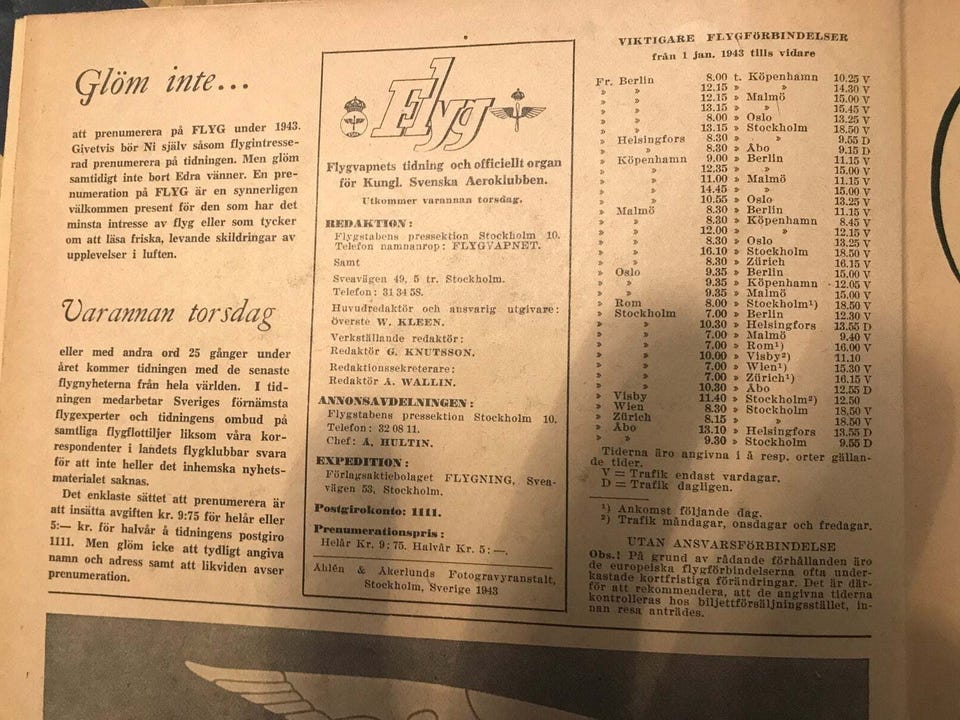 Glöm inte...
att prenumerera på FLYG under 1943.
Givetvis bör Ni själv såsom flygintresse-
rad prenumerera på tidningen. Men glöm
samtidigt inte bort Edra vänner. En pre-
numeration på FLYG är en synnerligen
välkommen present för den som har det
minsta intresse av flyg eller som tycker
om att läsa friska, levande skildringar av
upplevelser i luften.
Varannan torsdag
eller med andra ord 25 gånger under
året kommer tidningen med de senaste
flygnyheterna från hela världen. I tid-
ningen medarbetar Sveriges förnämsta
flygexperter och tidningens ombud på
samtliga flygflottiljer liksom våra kor-
respondenter i landets flygklubbar svara
för att inte heller det inhemska nyhets-
materialet saknas.
Det enklaste sättet att prenumerera är
att insätta avgiften kr. 9:75 för helår eller
5:— kr. för halvår å tidningens postgiro
1111. Men glöm icke att tydligt angiva
namn och adress samt att likviden avser
prenumeration.
Flyg
Flygvapnets tidning och officiellt organ
för Kungl. Svenska Aeroklubben.
Utkommer varannan torsdag.
REDAKTION:
Flygstabens pressektion Stockholm 10.
Telefon namnanrop: FLYGVAPNET.
Samt
Sveavägen 49, 5 tr. Stockholm.
Telefon: 31 34 58.
Huvudredaktör och ansvarig utgivare:
överste W. KLEEN.
Verkställande redaktör:
Redaktör G. KNUTSSON.
Redaktionssekreterare:
Redaktör A. WALLIN.
ANNONSAVDELNINGEN:
Flygstabens pressektion Stockholm 10.
Telefon: 32 08 11.
Chef: A. HULTIN.
EXPEDITION:
Förlagsaktiebolaget FLYGNING, Svea-
vägen 53, Stockholm.
Postgirokonto: 1111.
Prenumerationspris:
Helår Kr. 9:75. Halvår Kr. 5:—.
Åhlén & Åkerlunds Fotogravyranstalt,
Stockholm, Sverige 1943
VIKTIGARE FLYGFÖRBINDELSER
från 1 jan. 1943 tills vidare
Fr. Berlin 8.00 t. Köpenhamn 10.25 V
» » 12.15 » » 14.30 V
» » 12.15 » Malmö 15.00 V
» » 13.15 » » 15.45 V
» » 8.00 » Oslo 13.25 V
» » 13.15 » Stockholm 18.50 V
» Helsingfors 8.30 » » 9.55 D
» » 8.30 » Åbo 9.15 D
» Köpenhamn 9.00 » Berlin 11.15 V
» » 12.35 » » 15.00 V
» » 11.00 » Malmö 11.15 V
» » 14.45 » » 15.00 V
» » 10.55 » Oslo 13.25 V
» Malmö 8.30 » Berlin 11.15 V
» » 8.30 » Köpenhamn 8.45 V
» » 12.00 » » 12.15 V
» » 8.30 » Oslo 13.25 V
» » 16.10 » Stockholm 18.50 V
» » 8.30 » Zürich 16.15 V
» Oslo 9.35 » Berlin 15.00 V
» » 9.35 » Köpenhamn 12.05 V
» » 9.35 » Malmö 15.00 V
» Rom 8.00 » Stockholm¹) 18.50 V
» Stockholm 7.00 » Berlin 12.30 V
» » 10.30 » Helsingfors 13.55 D
» » 7.00 » Malmö 9.40 V
» » 7.00 » Rom¹) 16.00 V
» » 10.00 » Visby²) 11.10
» » 7.00 » Wien¹) 15.30 V
» » 7.00 » Zürich¹) 16.15 V
» » 10.30 » Åbo 12.55 D
» Visby 11.40 » Stockholm²) 12.50
» Wien 8.30 » Stockholm 18.50 V
» Zürich 8.15 » » 18.50 V
» Åbo 13.10 » Helsingfors 13.55 D
» » 9.30 » Stockholm 9.55 D
Tiderna äro angivna i å resp. orter gällan-
de tider.
V = Trafik endast vardagar.
D = Trafik dagligen.
¹) Ankomst följande dag.
²) Trafik måndagar, onsdagar och fredagar.
UTAN ANSVARSFÖRBINDELSE
Obs.! På grund av rådande förhållanden äro
de europeiska flygförbindelserna ofta under-
kastade kortfristiga förändringar. Det är där-
för att rekommendera, att de angivna tiderna
kontrolleras hos biljettförsäljningsstället, in-
nan resa anträdes.